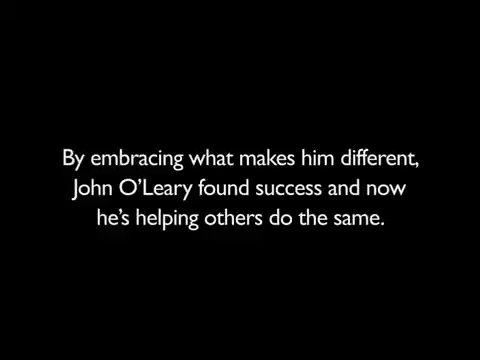 By embracing what makes him different,
John O’Leary found success and now
he’s helping others do the same.